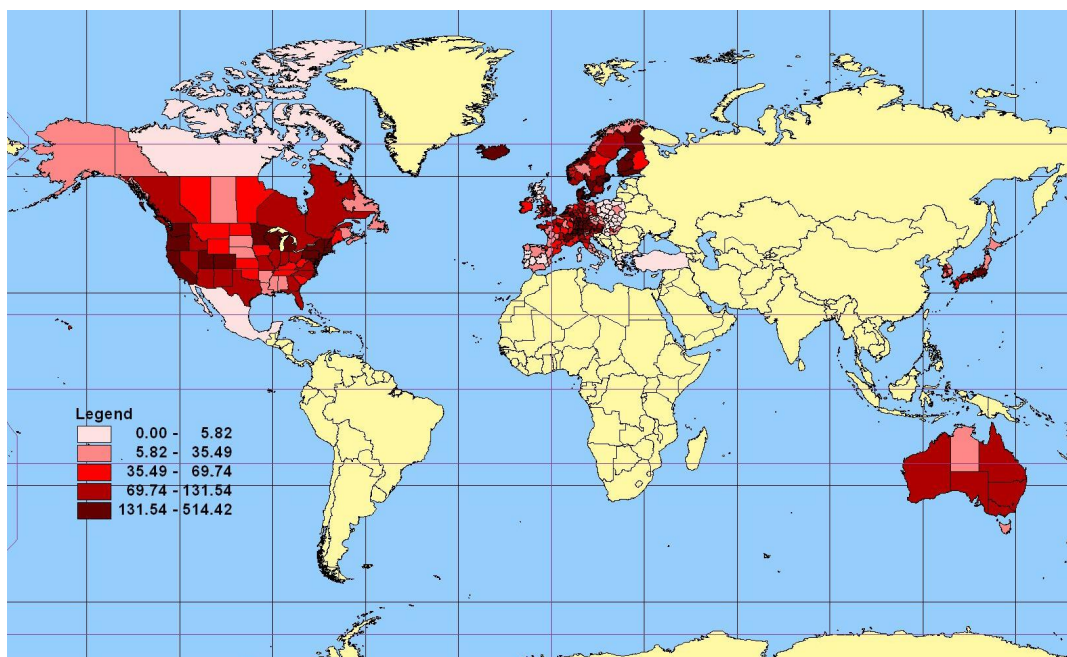 Legend
0.00 - 5.82
5.82 - 35.49
35.49 - 69.74
69.74 - 131.54
131.54 - 514.42